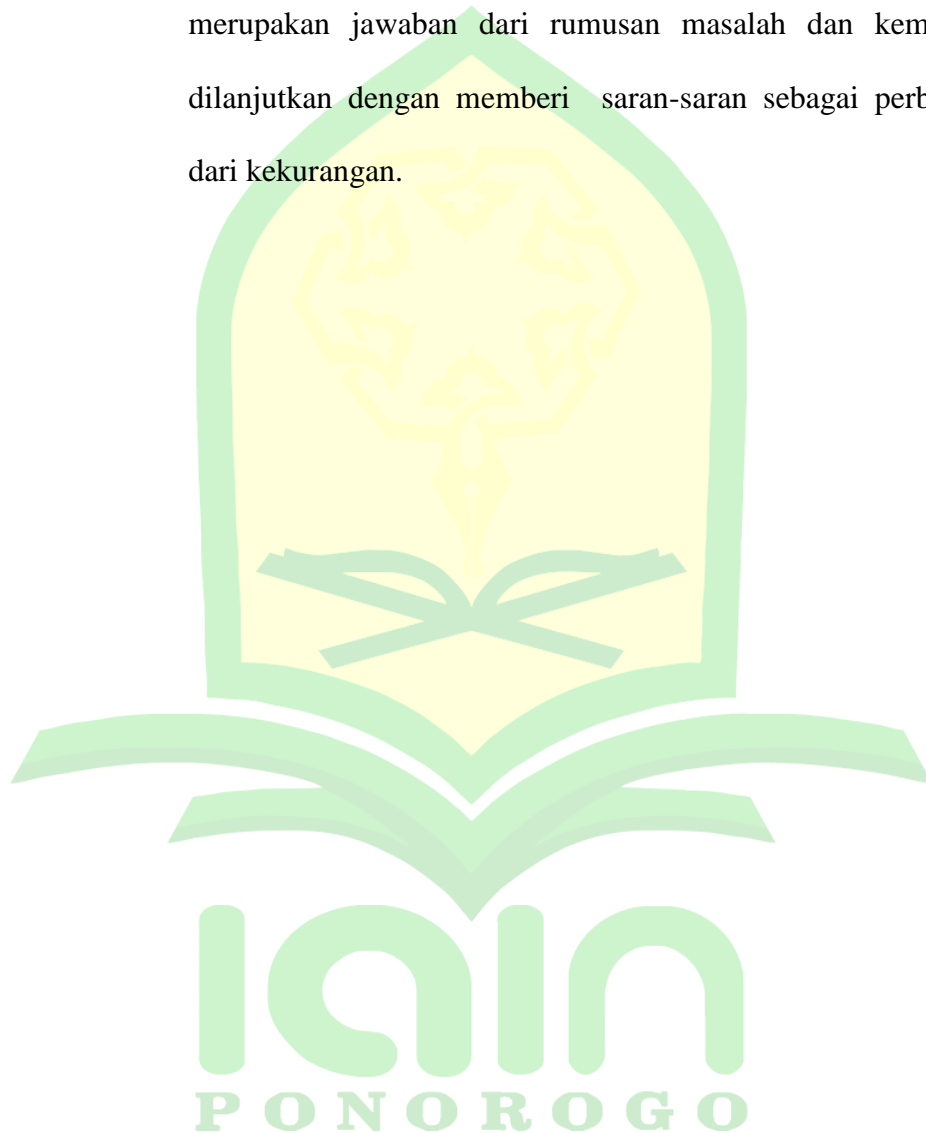 merupakan jawaban dari rumusan masalah dan kem
dilanjutkan dengan memberi saran-saran sebagai perb
dari kekurangan.
iain
PONOROGO